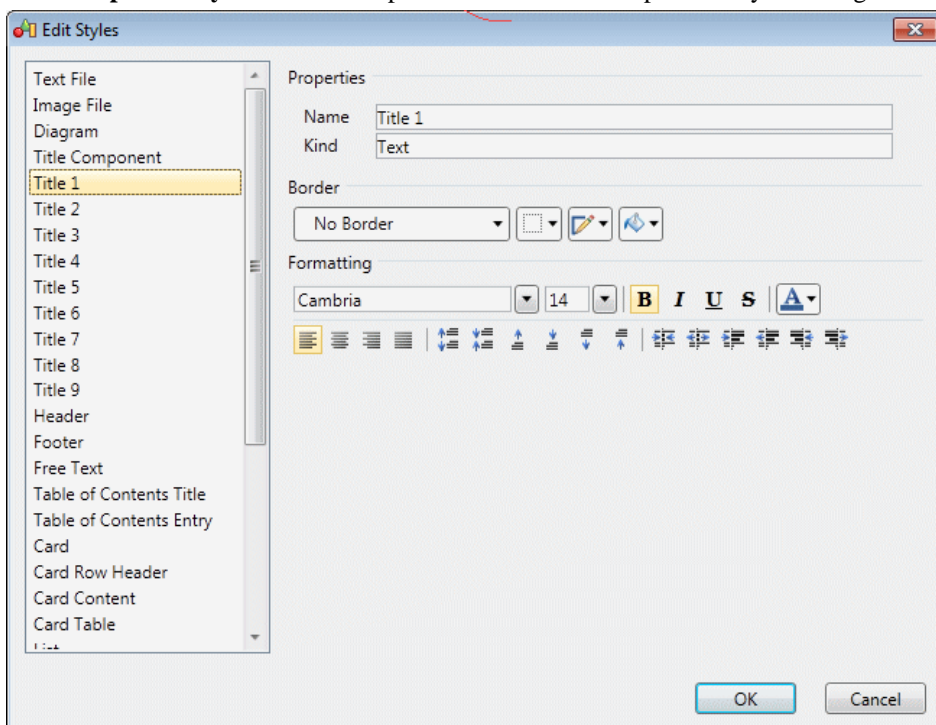 Edit Styles
Text File
Image File
Diagram
Title Component
Title 1
Title 2
Title 3
Title 4
Title 5
Title 6
Title 7
Title 8
Title 9
Header
Footer
Free Text
Table of Contents Title
Table of Contents Entry
Card
Card Row Header
Card Content
Card Table
Properties
Name Title 1
Kind Text
Border
No Border
Formatting
Cambria 14 B I U S A
OK Cancel